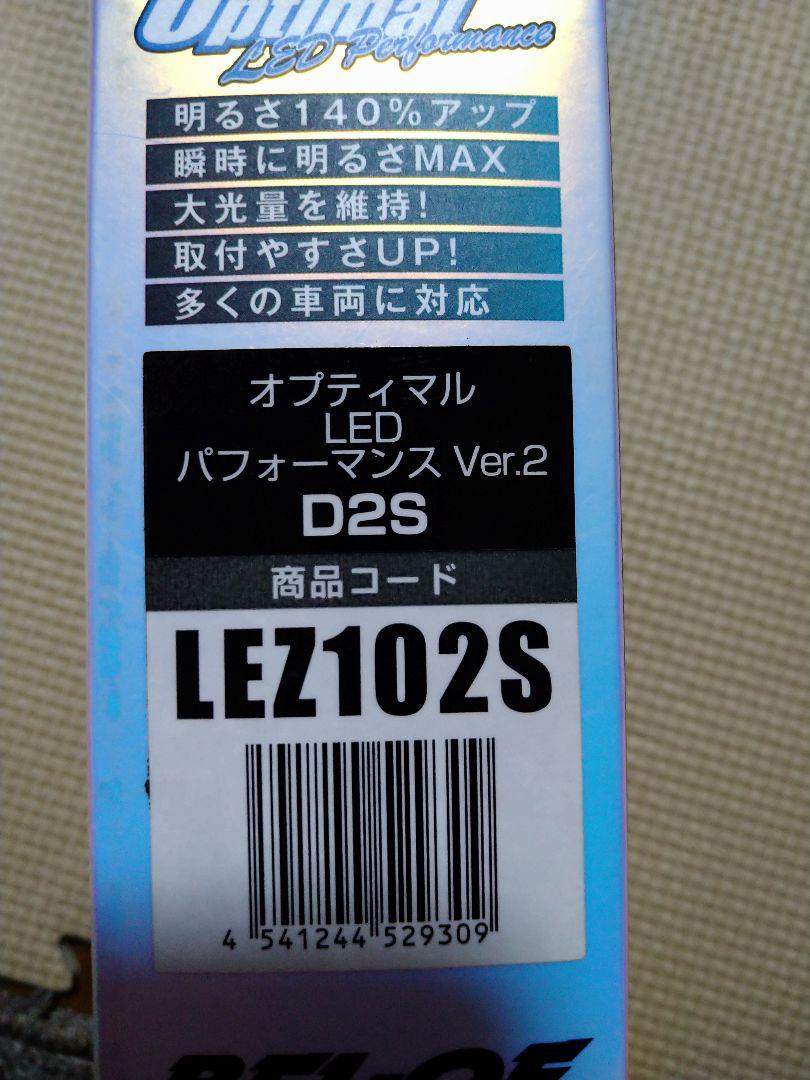 Optimal
LED Performance
明るさ140%アップ
瞬時に明るさMAX
大光量を維持!
取付やすさUP!
多くの車両に対応
オプティマル
LED
パフォーマンス Ver.2
D2S
商品コード
LEZ102S
4 541244 529309